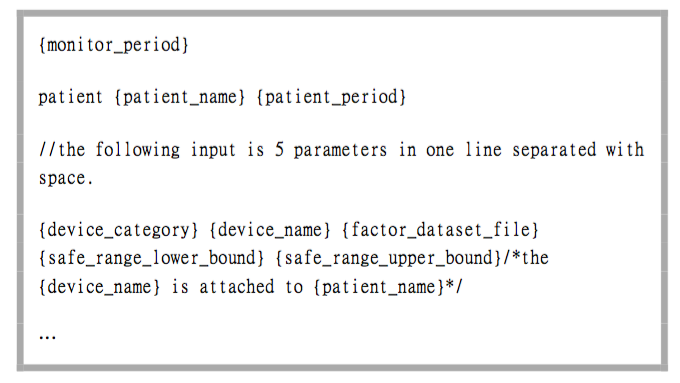 {monitor_period}
patient {patient_name} {patient_period}
//the following input is 5 parameters in one line separated with
space.
{device_category} {device_name} {factor_dataset_file}
{safe_range_lower_bound} {safe_range_upper_bound}/*the
{device_name} is attached to {patient_name}*/
...